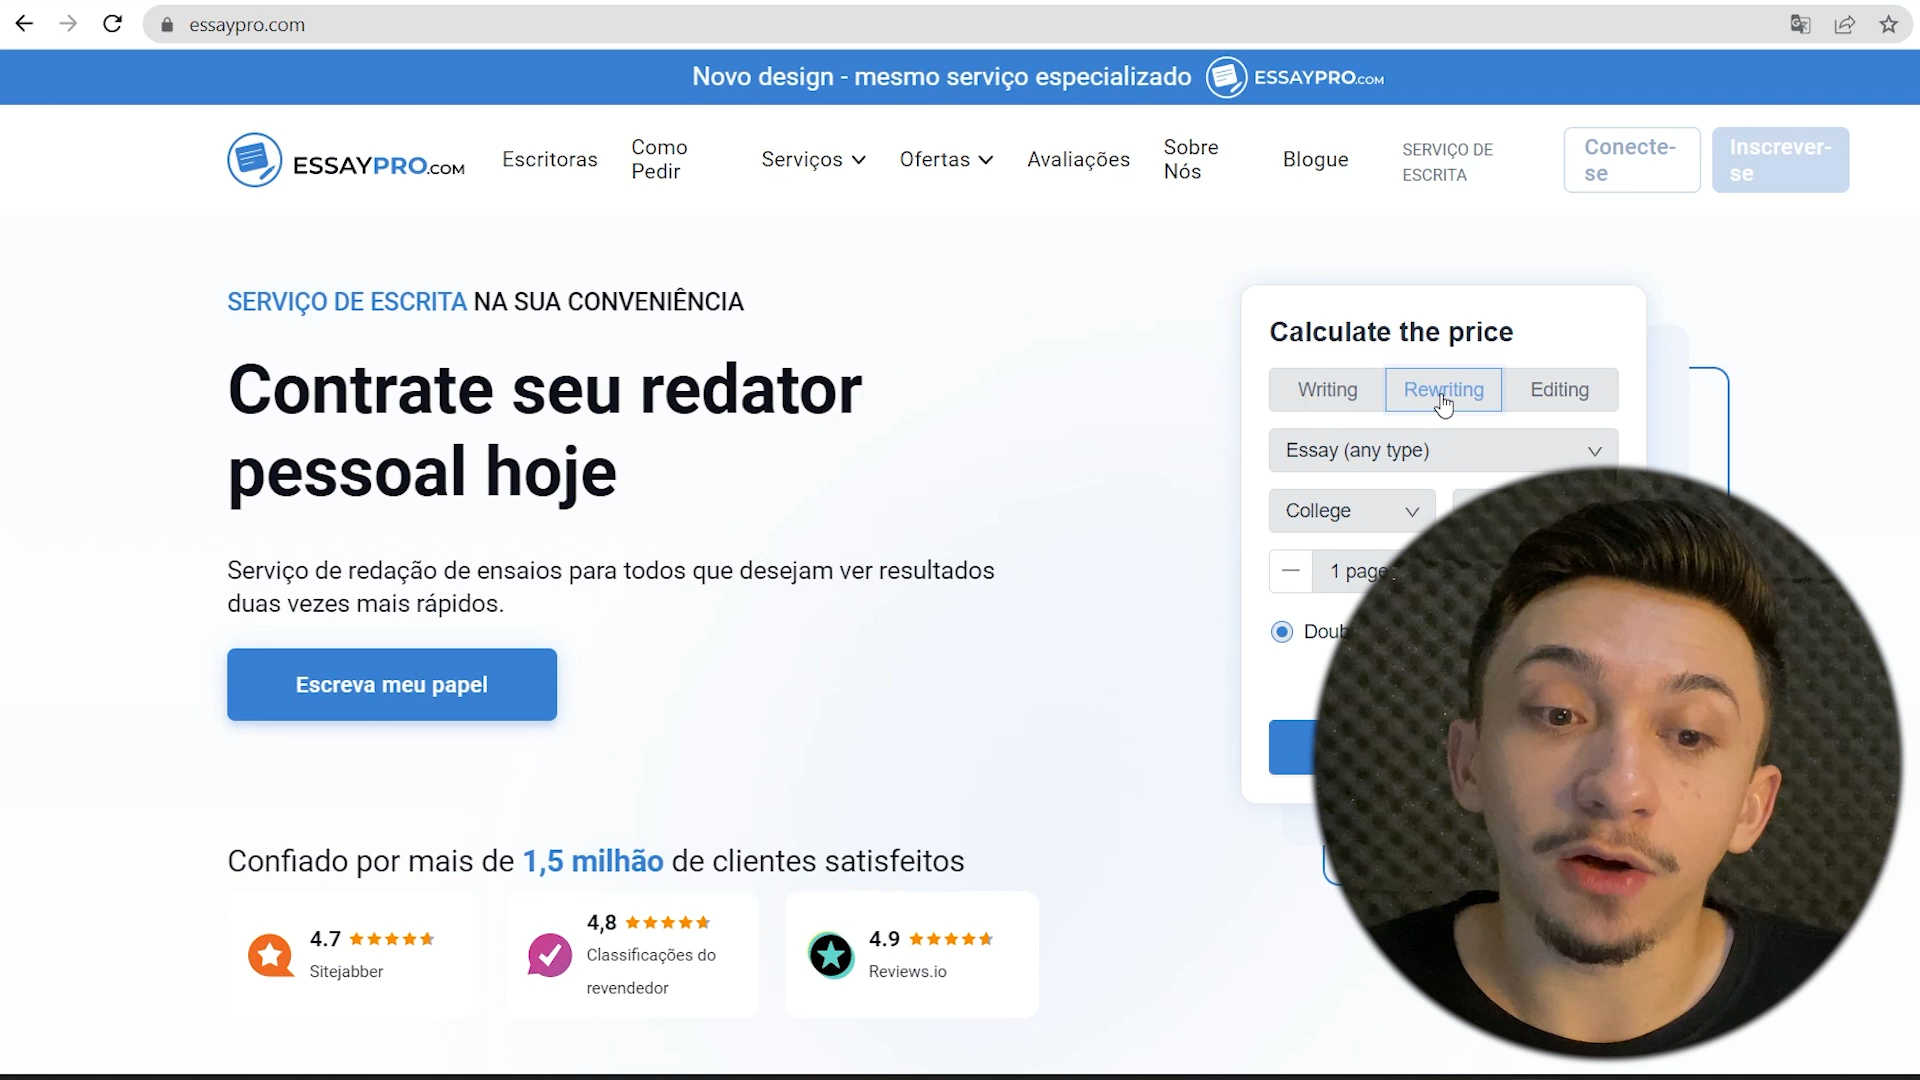 essaypro.com
Novo design - mesmo serviço especializado
ESSAYPRO.COM
ESSAYPRO.COM
Escritoras
Como
Pedir
Serviços
Ofertas
Avaliações
Sobre
Nós
Blogue
SERVIÇO DE
ESCRITA
Conecte-
se
Inscrever-
se
SERVIÇO DE ESCRITA NA SUA CONVENIÊNCIA
Contrate seu redator
pessoal hoje
Serviço de redação de ensaios para todos que desejam ver resultados
duas vezes mais rápidos.
Escreva meu papel
Calculate the price
Writing
Rewriting
Editing
Essay (any type)
College
1 page
Confiado por mais de 1,5 milhão de clientes satisfeitos
4.7
Sitejabber
4,8
Classificações do
revendedor
4.9
Reviews.io